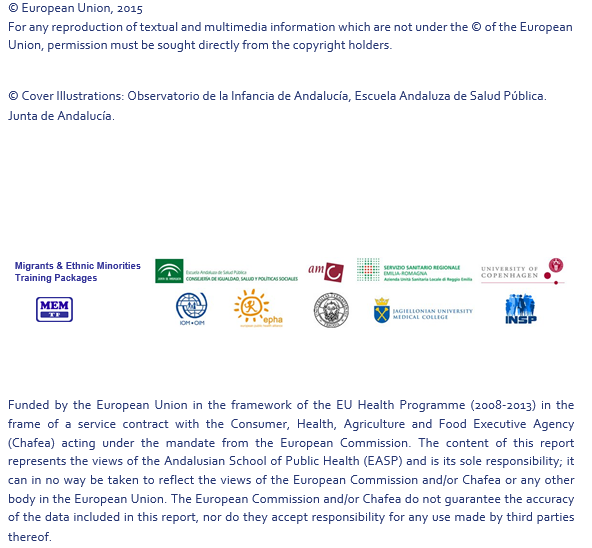 © European Union, 2015
For any reproduction of textual and multimedia information which are not under the © of the European
Union, permission must be sought directly from the copyright holders.
© Cover Illustrations: Observatorio de la Infancia de Andalucía, Escuela Andaluza de Salud Pública.
Junta de Andalucía.
Migrants & Ethnic Minorities
Training Packages
MEM
TP
Escuela Andaluza de Salud Pública
CONSEJERÍA DE IGUALDAD, SALUD Y POLÍTICAS SOCIALES
amC
SERVIZIO SANITARIO REGIONALE
EMILIA-ROMAGNA
Azienda Unità Sanitaria Locale di Reggio Emilia
UNIVERSITY OF
COPENHAGEN
IOM • OIM
epha
JAGIELLONIAN UNIVERSITY
MEDICAL COLLEGE
INSP
Funded by the European Union in the framework of the EU Health Programme (2008-2013) in the
frame of a service contract with the Consumer, Health, Agriculture and Food Executive Agency
(Chafea) acting under the mandate from the European Commission. The content of this report
represents the views of the Andalusian School of Public Health (EASP) and is its sole responsibility; it
can in no way be taken to reflect the views of the European Commission and/or Chafea or any other
body in the European Union. The European Commission and/or Chafea do not guarantee the accuracy
of the data included in this report, nor do they accept responsibility for any use made by third parties
thereof.